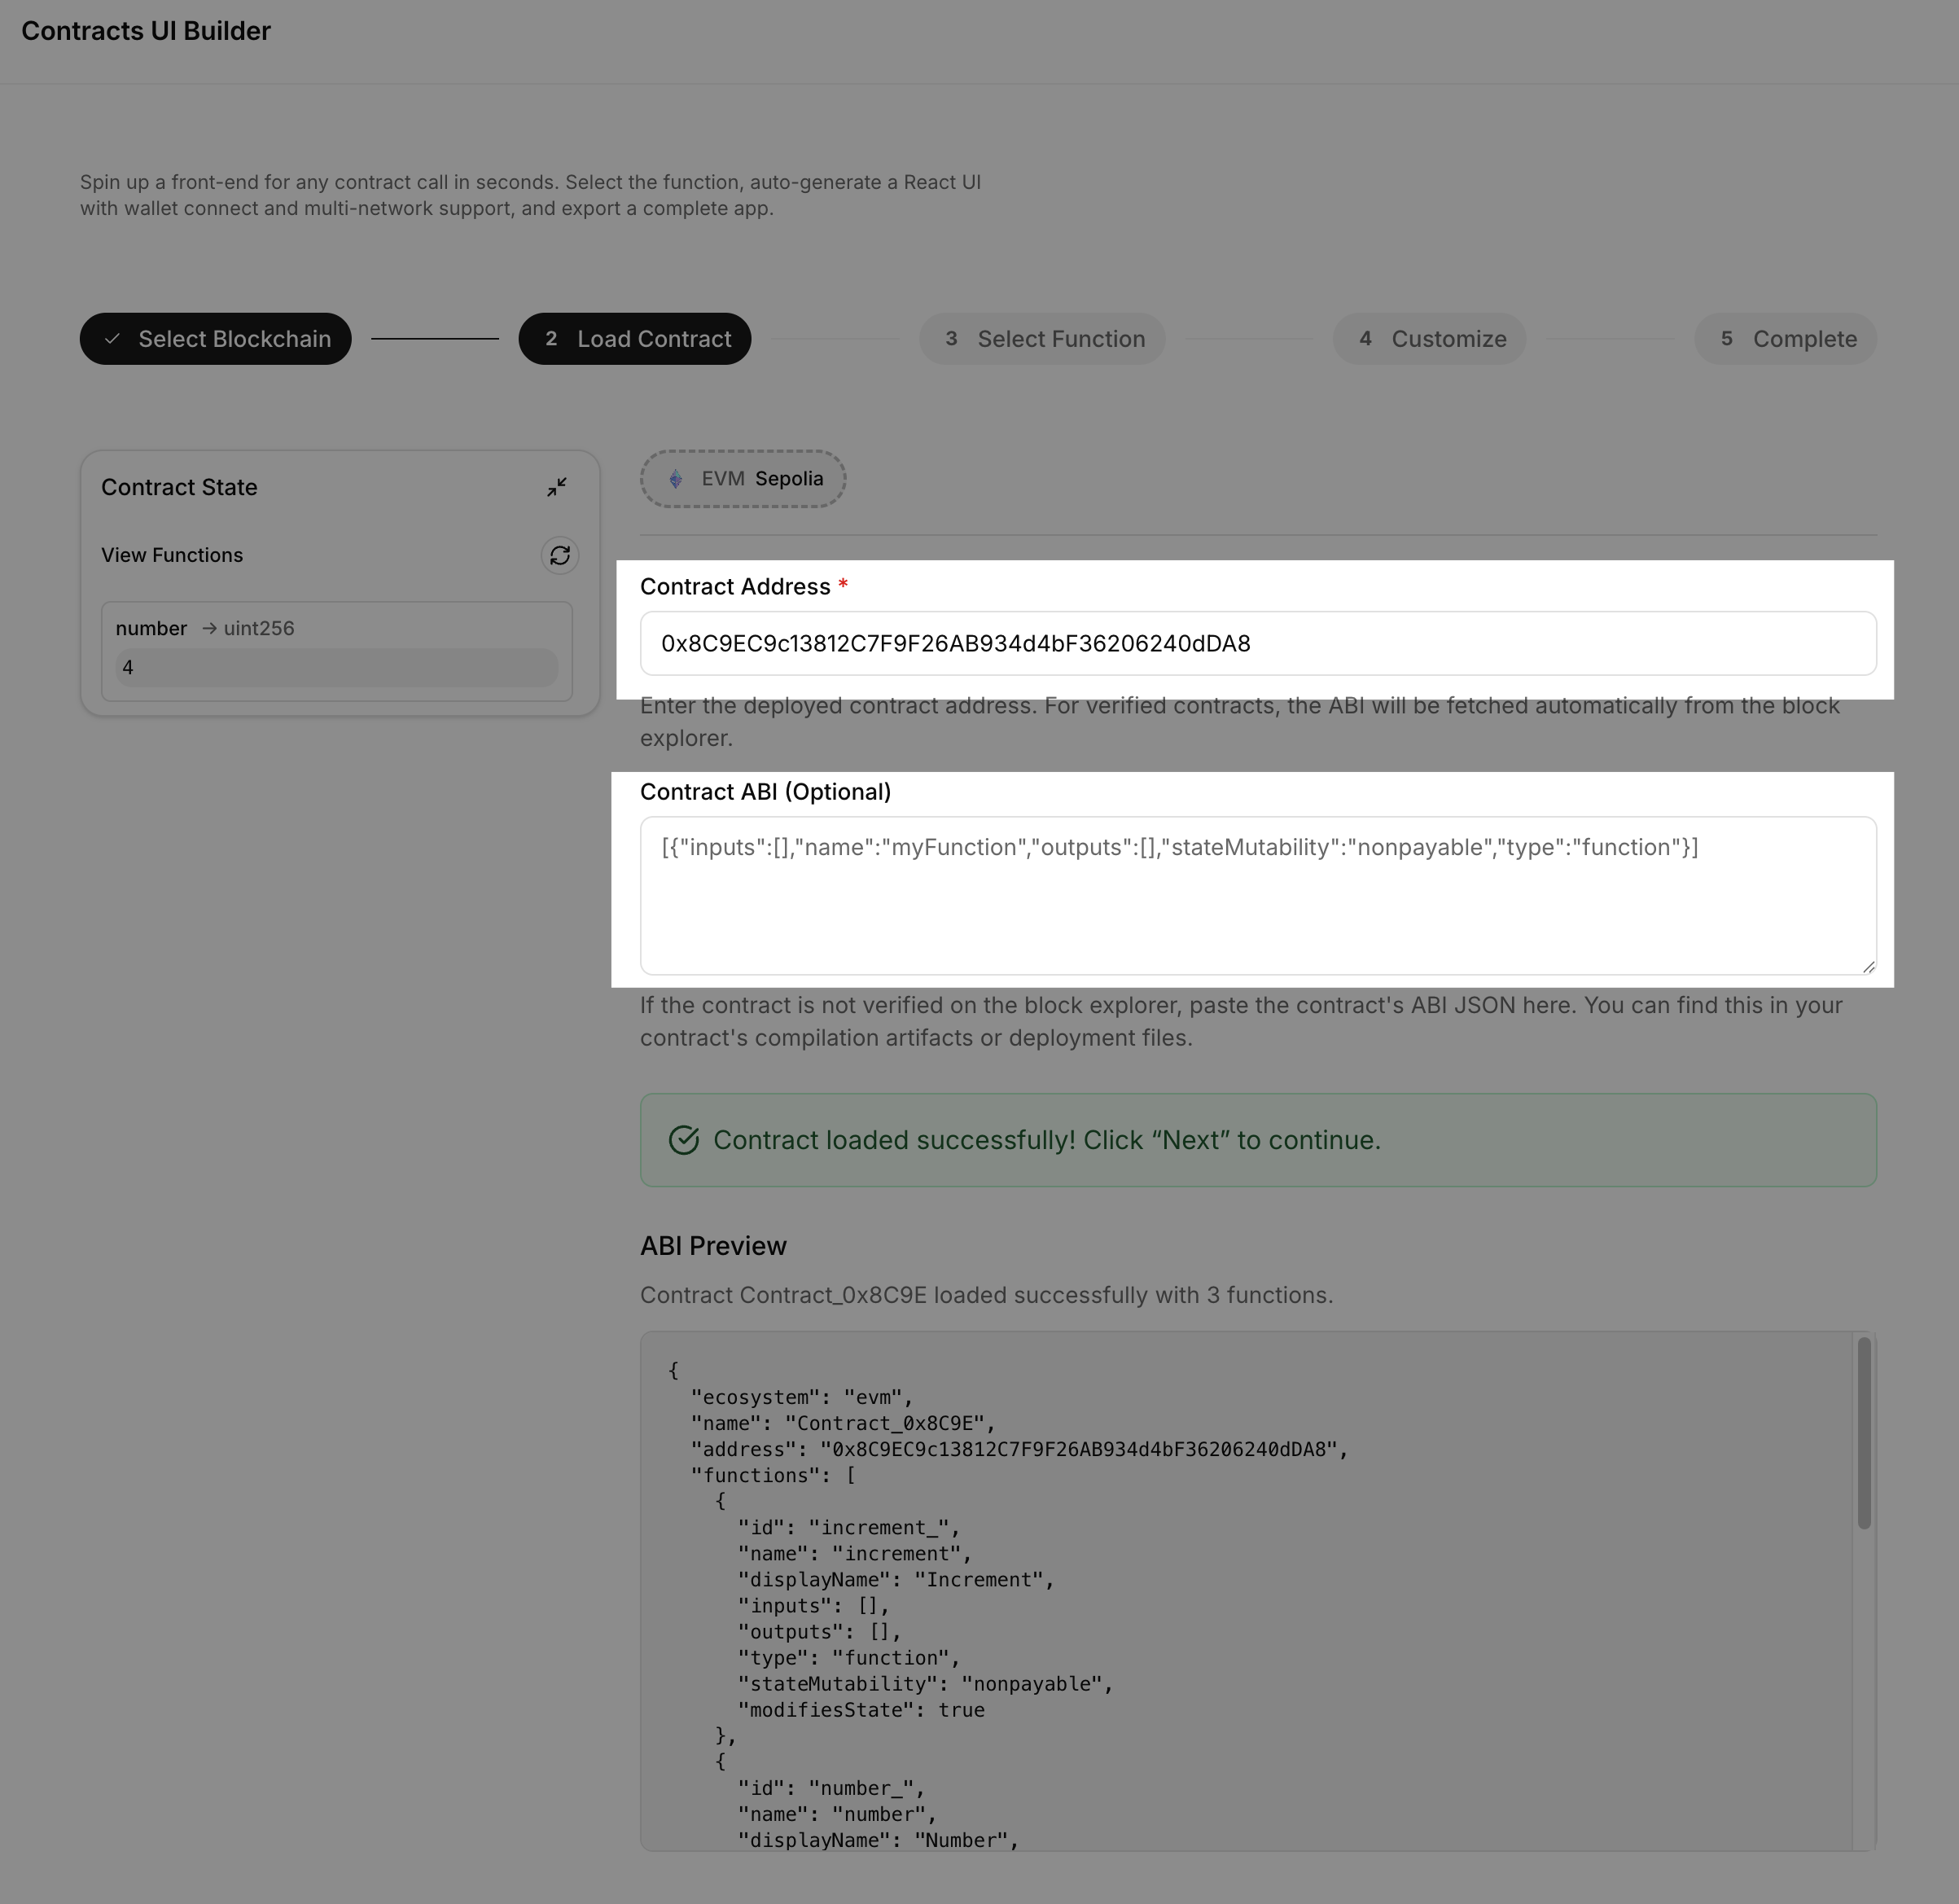 Contracts UI Builder
Spin up a front-end for any contract call in seconds. Select the function, auto-generate a React UI
with wallet connect and multi-network support, and export a complete app.
Select Blockchain
2 Load Contract
3 Select Function
4 Customize
5 Complete
Contract State
View Functions
number → uint256
4
EVM Sepolia
Contract Address *
0x8C9EC9c13812C7F9F26AB934d4bF36206240dDA8
Enter the deployed contract address. For verified contracts, the ABI will be fetched automatically from the block
explorer.
Contract ABI (Optional)
[{"inputs":[],"name":"myFunction","outputs":[],"stateMutability":"nonpayable","type":"function"}]
If the contract is not verified on the block explorer, paste the contract's ABI JSON here. You can find this in your
contract's compilation artifacts or deployment files.
Contract loaded successfully! Click “Next” to continue.
ABI Preview
Contract Contract_0x8C9E loaded successfully with 3 functions.
{
"ecosystem": "evm",
"name": "Contract_0x8C9E",
"address": "0x8C9EC9c13812C7F9F26AB934d4bF36206240dDA8",
"functions": [
{
"id": "increment_",
"name": "increment",
"displayName": "Increment",
"inputs": [],
"outputs": [],
"type": "function",
"stateMutability": "nonpayable",
"modifiesState": true
},
{
"id": "number_",
"name": "number",
"displayName": "Number",